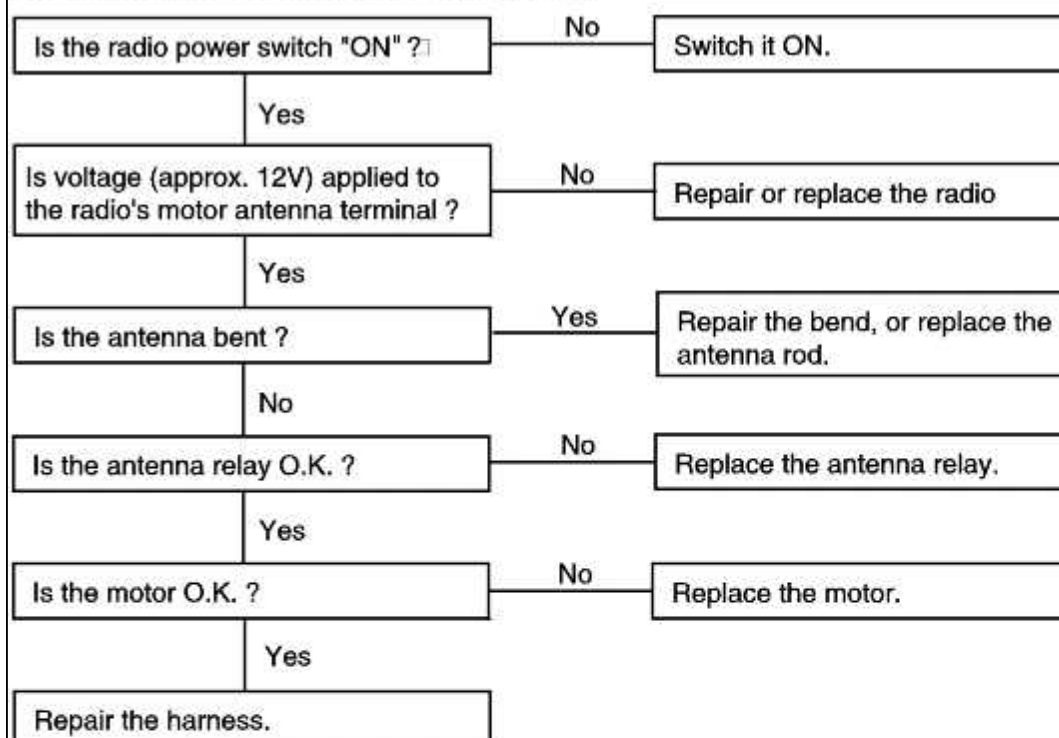 Is the radio power switch "ON" ?
No
Switch it ON.
Yes
Is voltage (approx. 12V) applied to
the radio's motor antenna terminal ?
No
Repair or replace the radio
Yes
Is the antenna bent ?
Yes
Repair the bend, or replace the
antenna rod.
No
Is the antenna relay O.K. ?
No
Replace the antenna relay.
Yes
Is the motor O.K. ?
No
Replace the motor.
Yes
Repair the harness.